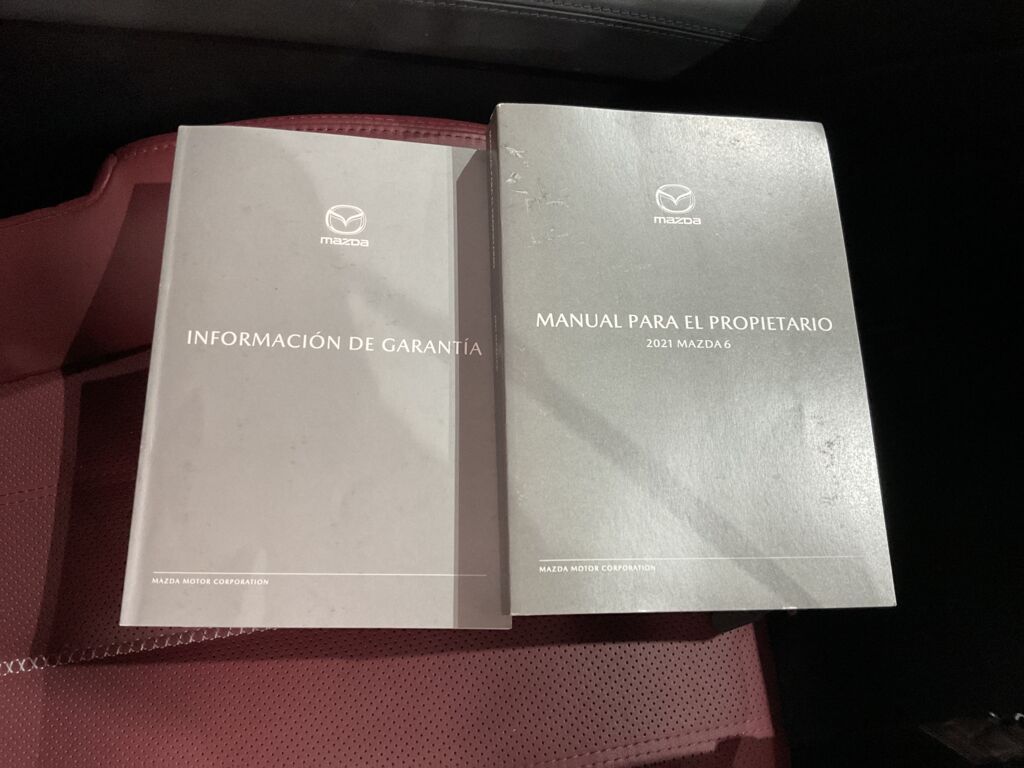 mazda
INFORMACIÓN DE GARANTÍA
MAZDA MOTOR CORPORATION
mazda
MANUAL PARA EL PROPIETARIO
2021 MAZDA 6
MAZDA MOTOR CORPORATION